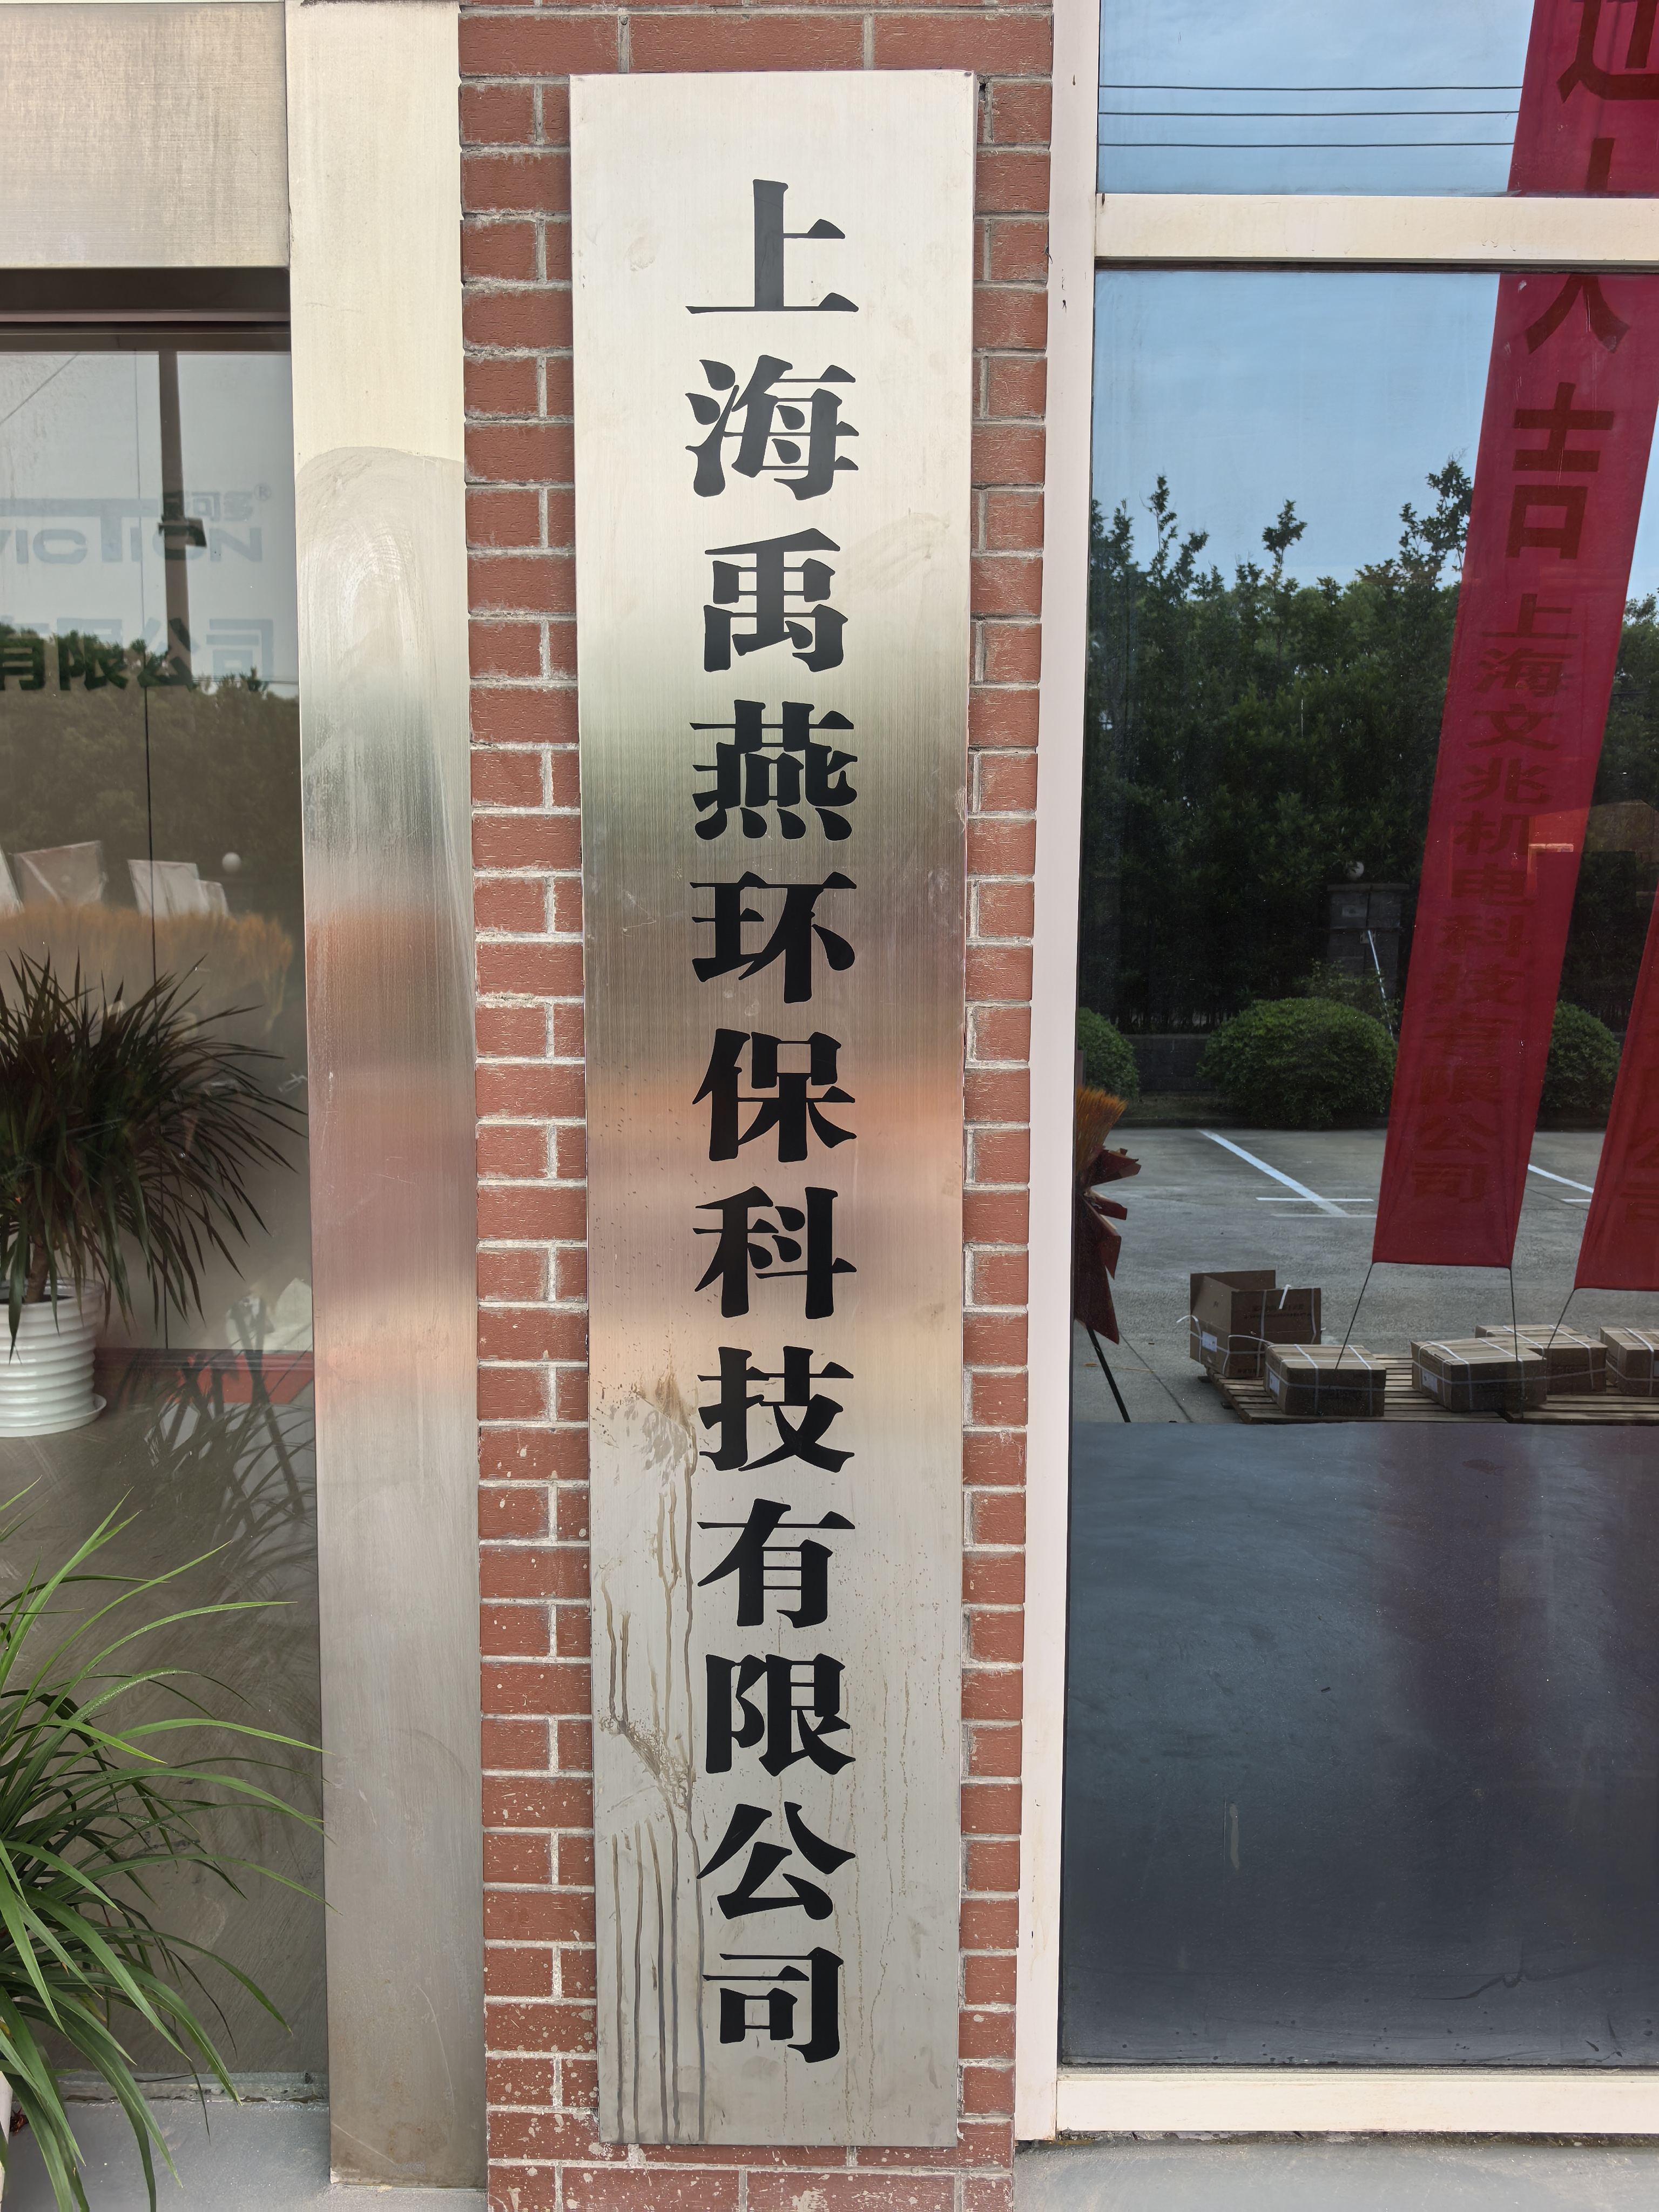 上海禹燕环保科技有限公司
士
上海文兆机电科技有限公司
有限公司